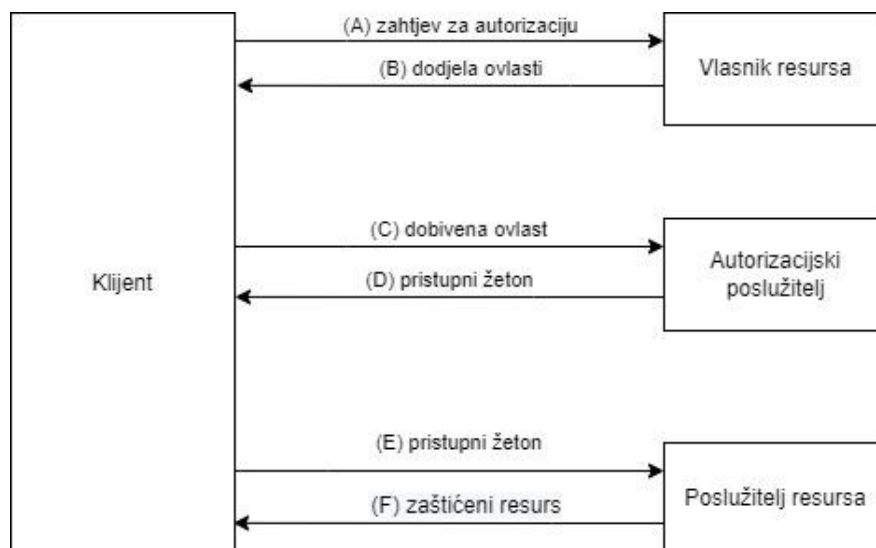 (A) zahtjev za autorizaciju
Vlasnik resursa
(B) dodjela ovlasti
Klijent
(C) dobivena ovlast
Autorizacijski
poslužitelj
(D) pristupni žeton
(E) pristupni žeton
Poslužitelj resursa
(F) zaštićeni resurs